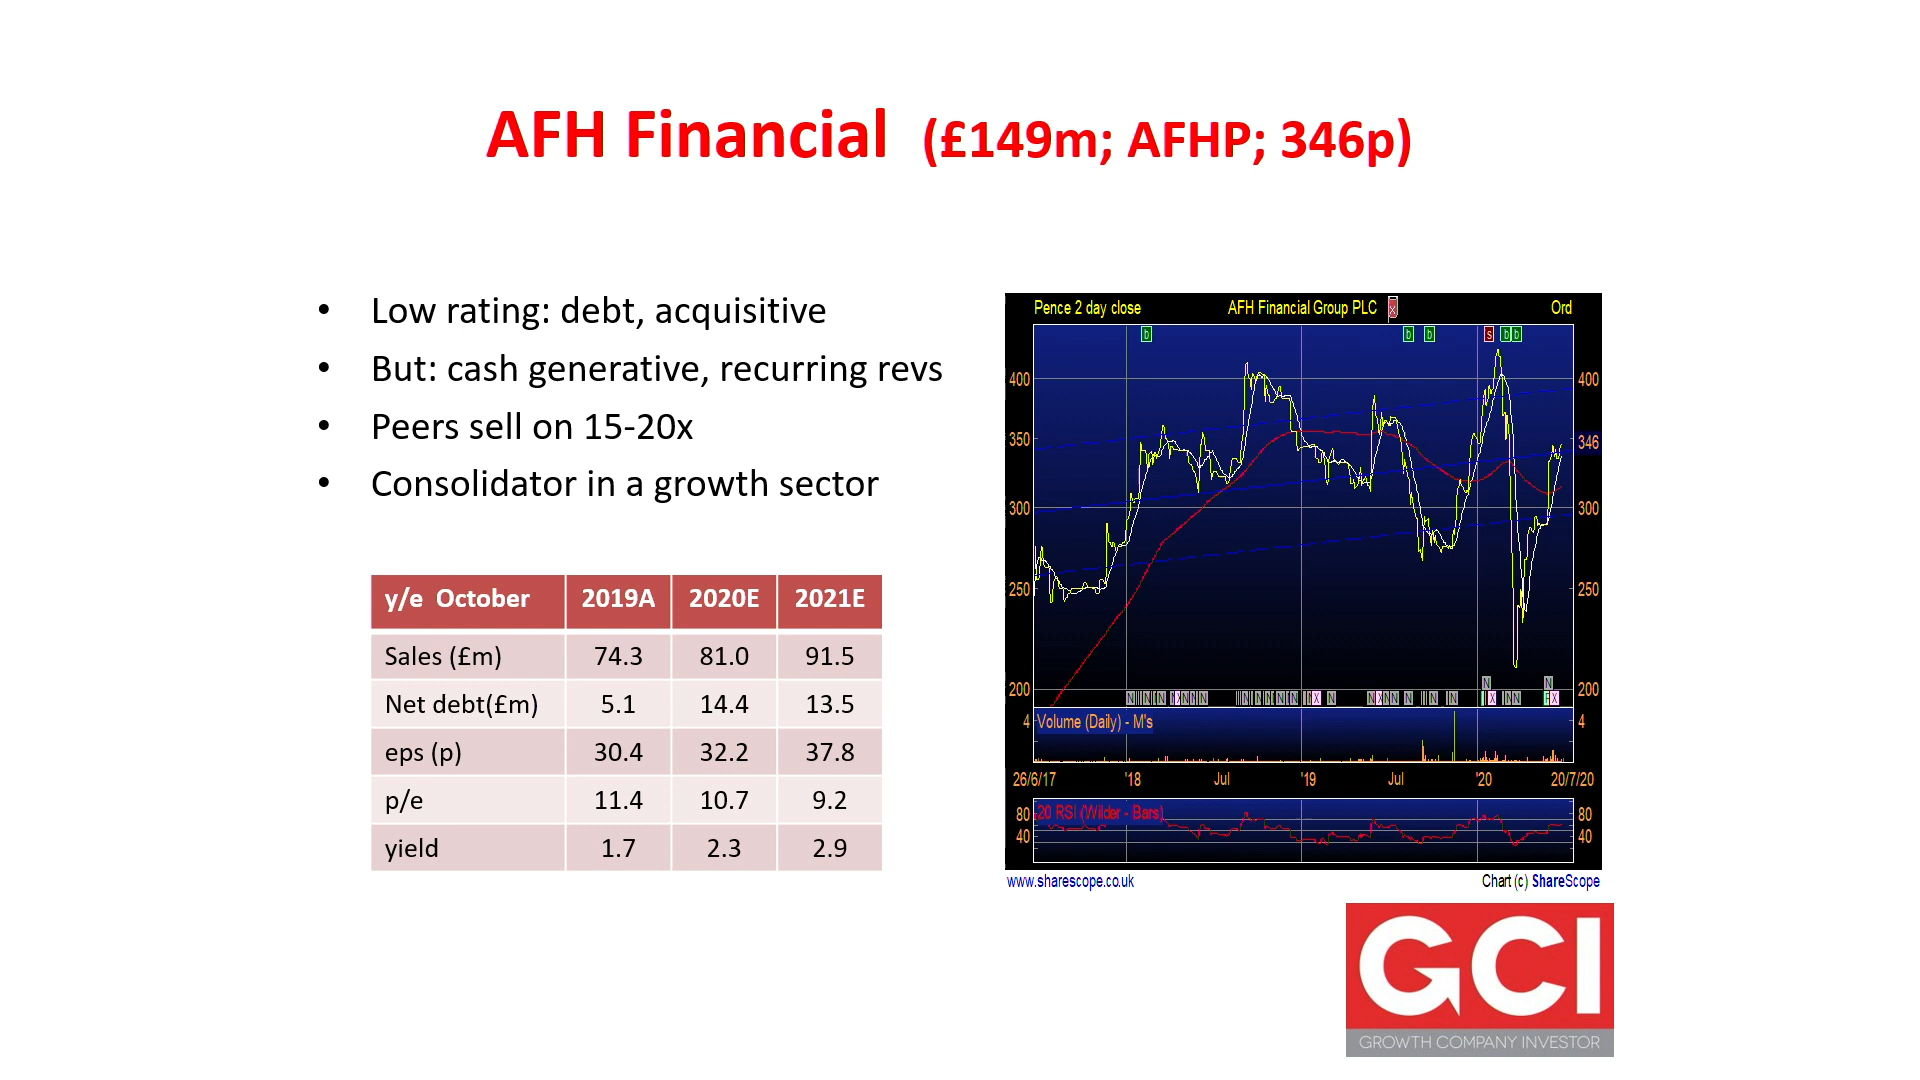 AFH Financial (£149m; AFHP; 346p)
• Low rating: debt, acquisitive
• But: cash generative, recurring revs
• Peers sell on 15-20x
• Consolidator in a growth sector
y/e October 2019A 2020E 2021E
Sales (£m) 74.3 81.0 91.5
Net debt(£m) 5.1 14.4 13.5
eps (p) 30.4 32.2 37.8
p/e 11.4 10.7 9.2
yield 1.7 2.3 2.9
Pence 2 day close AFH Financial Group PLC x Ord
b b b s b b
400 400
350 350
346
300 300
250 250
200 200
4 Volume (Daily) - M's 4
26/6/17 '18 Jul '19 Jul '20 20/7/20
80 20 RSI (Wilder - Bars) 80
40 40
www.sharescope.co.uk Chart (c) ShareScope
GCI
GROWTH COMPANY INVESTOR